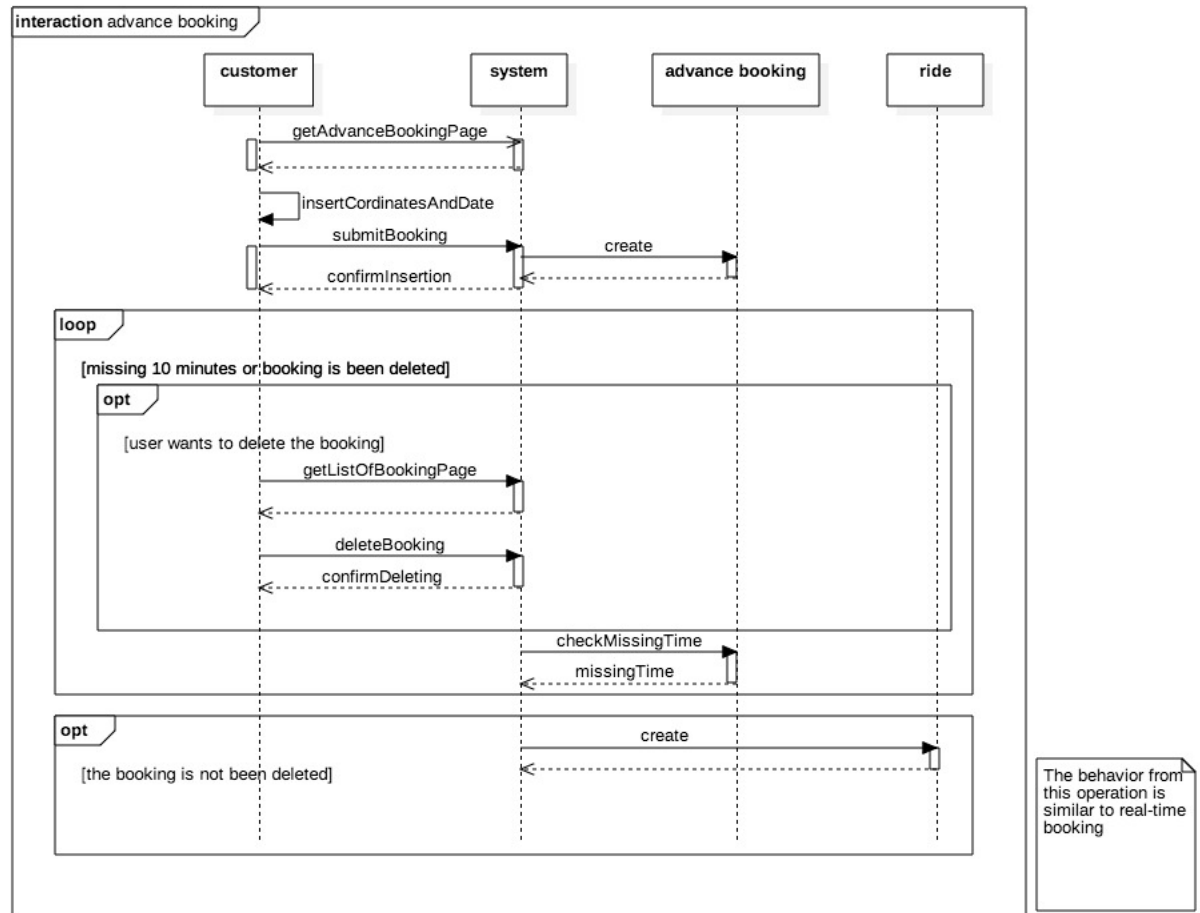 interaction advance booking
customer
system
advance booking
ride
getAdvanceBookingPage
insertCordinatesAndDate
submitBooking
create
confirmInsertion
loop
[missing 10 minutes or booking is been deleted]
opt
[user wants to delete the booking]
getListOfBookingPage
deleteBooking
confirmDeleting
checkMissingTime
missingTime
opt
create
[the booking is not been deleted]
The behavior from
this operation is
similar to real-time
booking